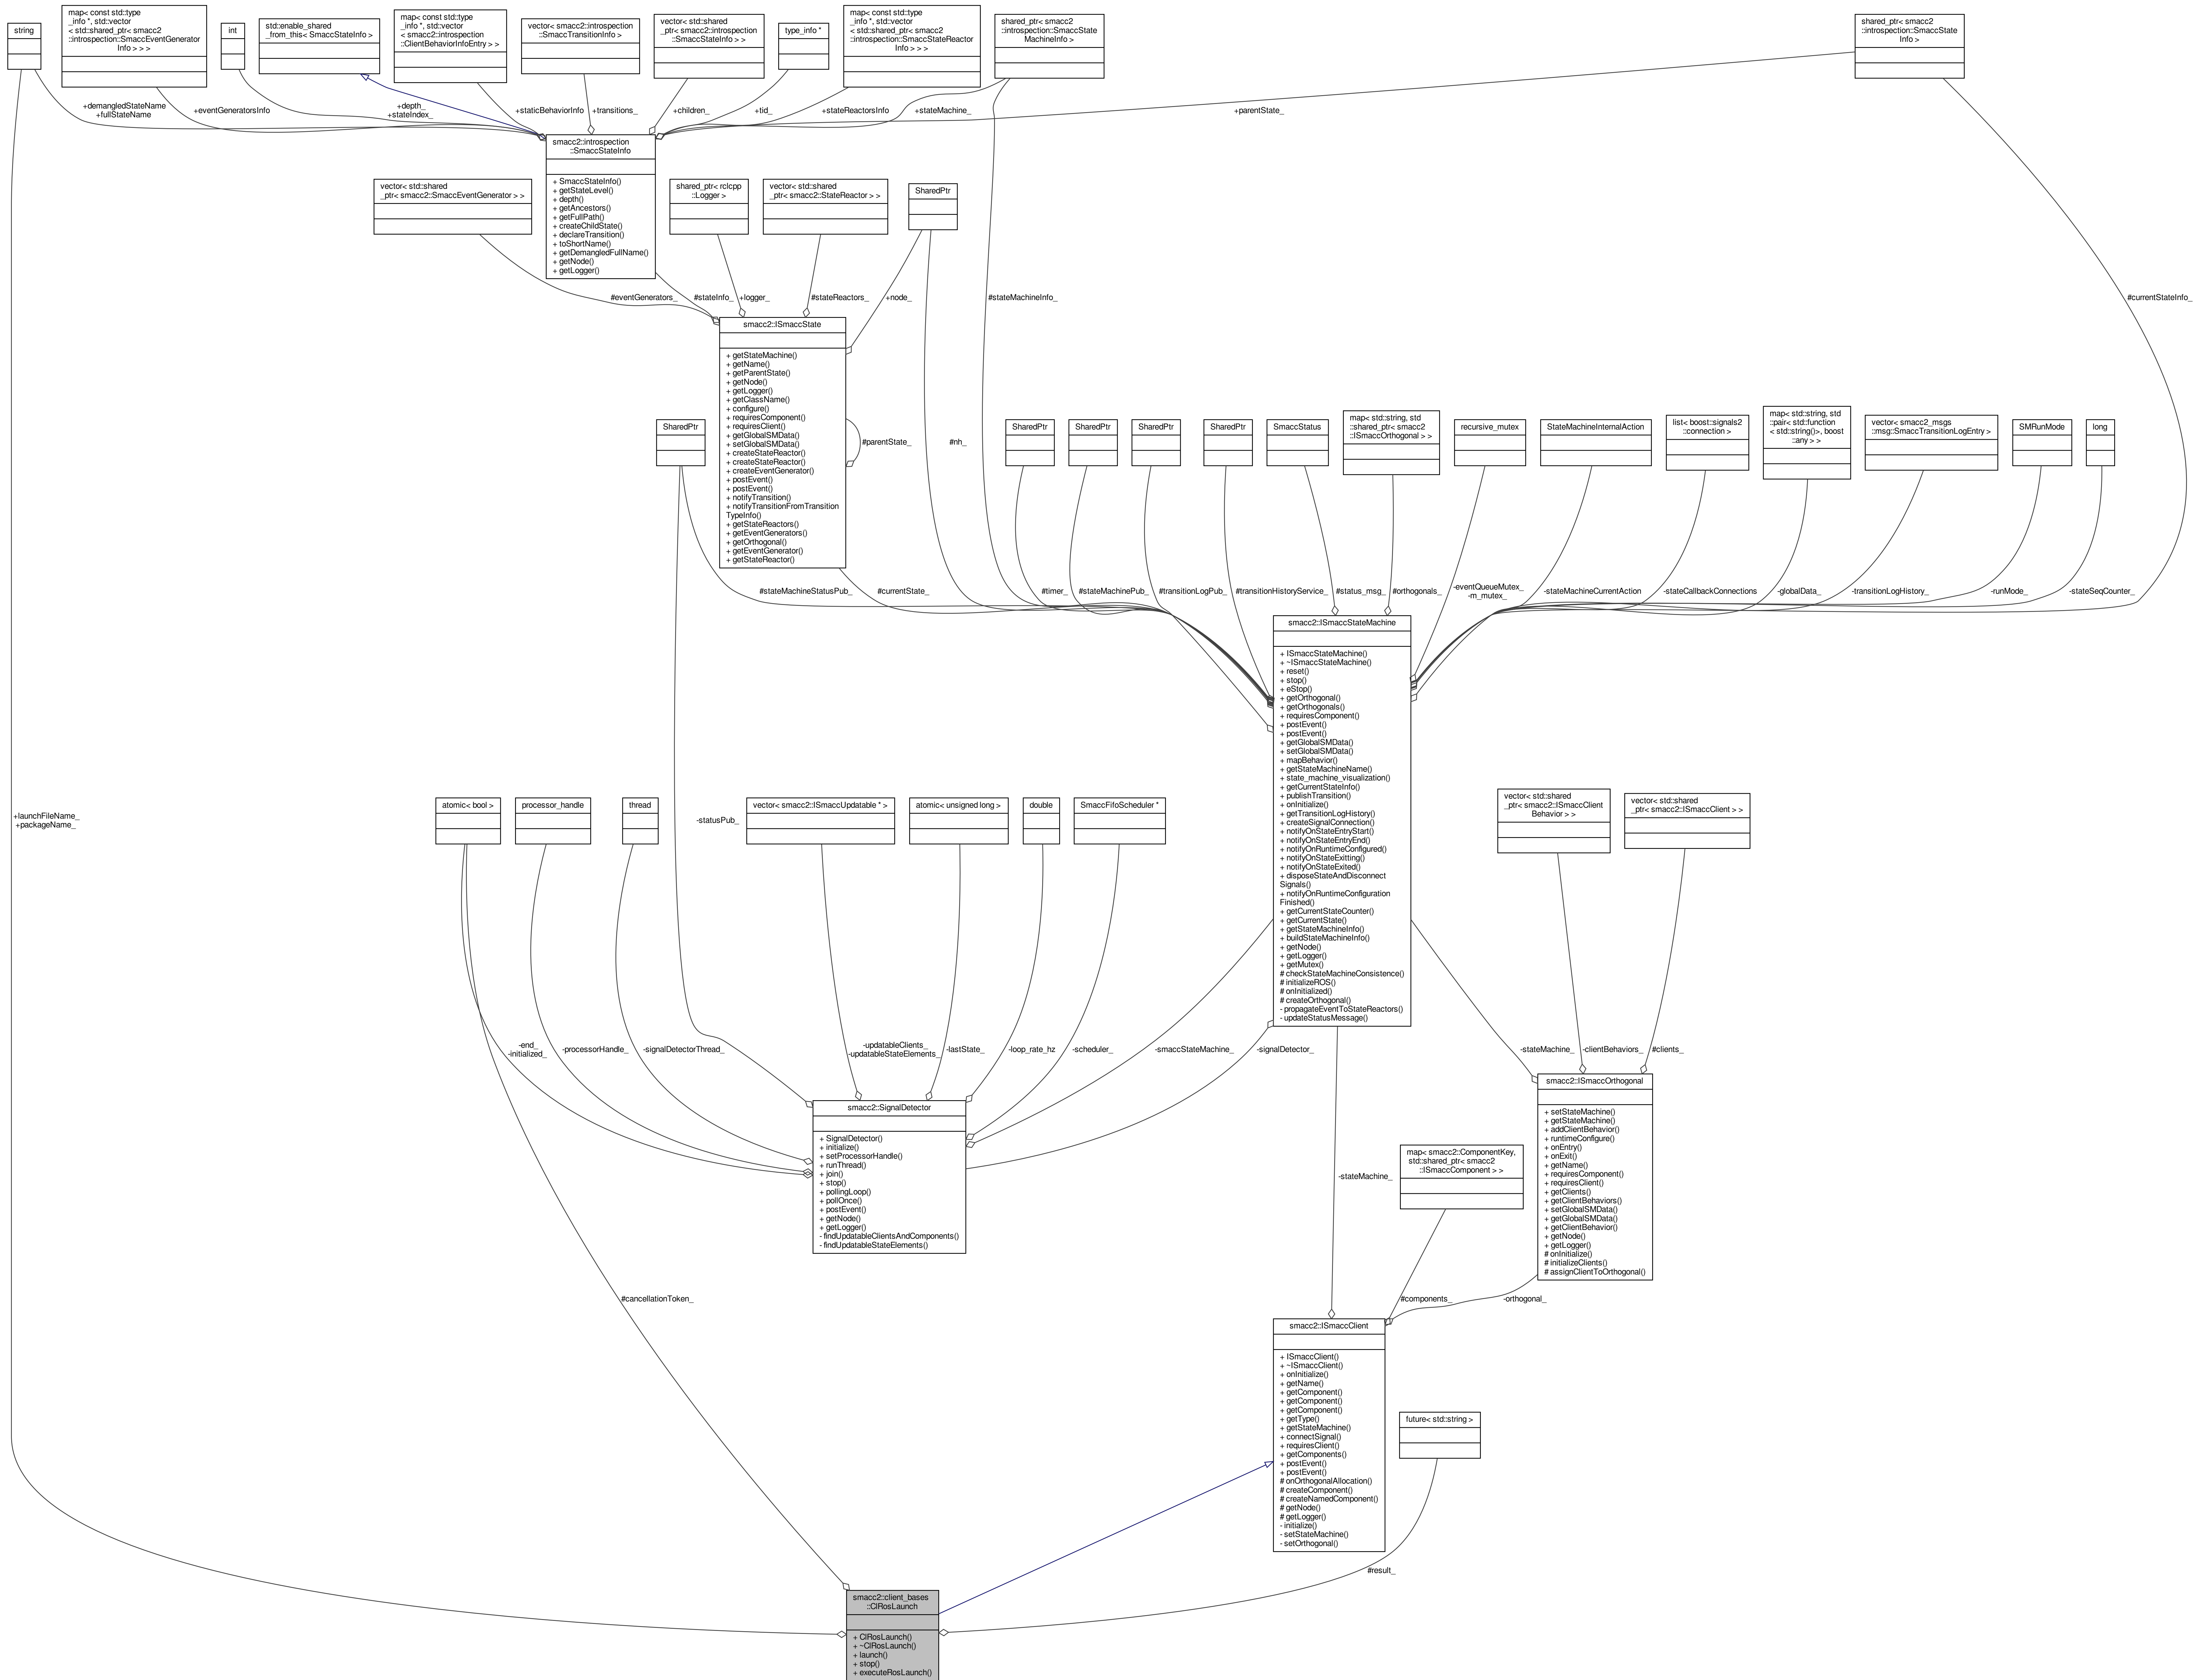 string
map< const std::type
_info *, std::vector
< std::shared_ptr< smacc2
::introspection::SmaccEventGenerator
Info > > >
int
std::enable_shared
_from_this< SmaccStateInfo >
map< const std::type
_info *, std::vector
< smacc2::introspection
::ClientBehaviorInfoEntry > >
vector< smacc2::introspection
::SmaccTransitionInfo >
vector< std::shared
_ptr< smacc2::introspection
::SmaccStateInfo > >
type_info *
map< const std::type
_info *, std::vector
< std::shared_ptr< smacc2
::introspection::SmaccStateReactor
Info > > >
shared_ptr< smacc2
::introspection::SmaccState
MachineInfo >
shared_ptr< smacc2
::introspection::SmaccState
Info >
+demangledStateName
+fullStateName
+eventGeneratorsInfo
+depth_
+stateIndex_
+staticBehaviorInfo
+transitions_
+children_
+tid_
+stateReactorsInfo
+stateMachine_
+parentState_
smacc2::introspection
::SmaccStateInfo
+ SmaccStateInfo()
+ getStateLevel()
+ depth()
+ getAncestors()
+ getFullPath()
+ createChildState()
+ declareTransition()
+ toShortName()
+ getDemangledFullName()
+ getNode()
+ getLogger()
vector< std::shared
_ptr< smacc2::SmaccEventGenerator > >
shared_ptr< rclcpp
::Logger >
vector< std::shared
_ptr< smacc2::StateReactor > >
SharedPtr
#eventGenerators_
#stateInfo_
+logger_
#stateReactors_
+node_
#stateMachineInfo_
#currentStateInfo_
smacc2::ISmaccState
+ getStateMachine()
+ getName()
+ getParentState()
+ getNode()
+ getLogger()
+ getClassName()
+ configure()
+ requiresComponent()
+ requiresClient()
+ getGlobalSMData()
+ setGlobalSMData()
+ createStateReactor()
+ createStateReactor()
+ createEventGenerator()
+ postEvent()
+ postEvent()
+ notifyTransition()
+ notifyTransitionFromTransition
TypeInfo()
+ getStateReactors()
+ getEventGenerators()
+ getOrthogonal()
+ getEventGenerator()
+ getStateReactor()
#parentState_
#nh_
SharedPtr
SharedPtr
SharedPtr
SharedPtr
SharedPtr
SmaccStatus
map< std::string, std
::shared_ptr< smacc2
::ISmaccOrthogonal > >
recursive_mutex
StateMachineInternalAction
list< boost::signals2
::connection >
map< std::string, std
::pair< std::function
< std::string()>, boost
::any > >
vector< smacc2_msgs
::msg::SmaccTransitionLogEntry >
SMRunMode
long
#stateMachineStatusPub_
#currentState_
#timer_
#stateMachinePub_
#transitionLogPub_
#transitionHistoryService_
#status_msg_
#orthogonals_
-eventQueueMutex_
-m_mutex_
-stateMachineCurrentAction
-stateCallbackConnections
-globalData_
-transitionLogHistory_
-runMode_
-stateSeqCounter_
smacc2::ISmaccStateMachine
+ ISmaccStateMachine()
+ ~ISmaccStateMachine()
+ reset()
+ stop()
+ eStop()
+ getOrthogonal()
+ getOrthogonals()
+ requiresComponent()
+ postEvent()
+ postEvent()
+ getGlobalSMData()
+ setGlobalSMData()
+ mapBehavior()
+ getStateMachineName()
+ state_machine_visualization()
+ getCurrentStateInfo()
+ publishTransition()
+ onInitialize()
+ getTransitionLogHistory()
+ createSignalConnection()
+ notifyOnStateEntryStart()
+ notifyOnStateEntryEnd()
+ notifyOnRuntimeConfigured()
+ notifyOnStateExitting()
+ notifyOnStateExited()
+ disposeStateAndDisconnect
Signals()
+ notifyOnRuntimeConfiguration
Finished()
+ getCurrentStateCounter()
+ getCurrentState()
+ getStateMachineInfo()
+ buildStateMachineInfo()
+ getNode()
+ getLogger()
+ getMutex()
# checkStateMachineConsistence()
# initializeROS()
# onInitialized()
# createOrthogonal()
- propagateEventToStateReactors()
- updateStatusMessage()
+launchFileName_
+packageName_
atomic< bool >
processor_handle
thread
-statusPub_
vector< smacc2::ISmaccUpdatable * >
atomic< unsigned long >
double
SmaccFifoScheduler *
vector< std::shared
_ptr< smacc2::ISmaccClient
Behavior > >
vector< std::shared
_ptr< smacc2::ISmaccClient > >
-end_
-initialized_
-processorHandle_
-signalDetectorThread_
-updatableClients_
-updatableStateElements_
-lastState_
-loop_rate_hz
-scheduler_
-smaccStateMachine_
-signalDetector_
-stateMachine_
-clientBehaviors_
#clients_
smacc2::SignalDetector
+ SignalDetector()
+ initialize()
+ setProcessorHandle()
+ runThread()
+ join()
+ stop()
+ pollingLoop()
+ pollOnce()
+ postEvent()
+ getNode()
+ getLogger()
- findUpdatableClientsAndComponents()
- findUpdatableStateElements()
smacc2::ISmaccOrthogonal
+ setStateMachine()
+ getStateMachine()
+ addClientBehavior()
+ runtimeConfigure()
+ onEntry()
+ onExit()
+ getName()
+ requiresComponent()
+ requiresClient()
+ getClients()
+ getClientBehaviors()
+ setGlobalSMData()
+ getGlobalSMData()
+ getClientBehavior()
+ getNode()
+ getLogger()
# onInitialize()
# initializeClients()
# assignClientToOrthogonal()
-stateMachine_
map< smacc2::ComponentKey,
std::shared_ptr< smacc2
::ISmaccComponent > >
#cancellationToken_
#components_
-orthogonal_
smacc2::ISmaccClient
+ ISmaccClient()
+ ~ISmaccClient()
+ onInitialize()
+ getName()
+ getComponent()
+ getComponent()
+ getComponent()
+ getType()
+ getStateMachine()
+ connectSignal()
+ requiresClient()
+ getComponents()
+ postEvent()
+ postEvent()
# onOrthogonalAllocation()
# createComponent()
# createNamedComponent()
# getNode()
# getLogger()
- initialize()
- setStateMachine()
- setOrthogonal()
future< std::string >
#result_
smacc2::client_bases
::ClRosLaunch
+ ClRosLaunch()
+ ~ClRosLaunch()
+ launch()
+ stop()
+ executeRosLaunch()